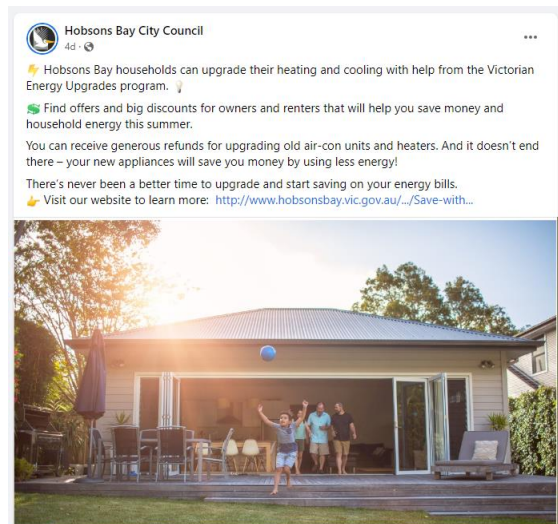 Hobsons Bay City Council
4d ·
⚡ Hobsons Bay households can upgrade their heating and cooling with help from the Victorian
Energy Upgrades program. 💡
💲 Find offers and big discounts for owners and renters that will help you save money and
household energy this summer.
You can receive generous refunds for upgrading old air-con units and heaters. And it doesn't end
there – your new appliances will save you money by using less energy!
There's never been a better time to upgrade and start saving on your energy bills.
👉 Visit our website to learn more: http://www.hobsonsbay.vic.gov.au/.../Save-with...